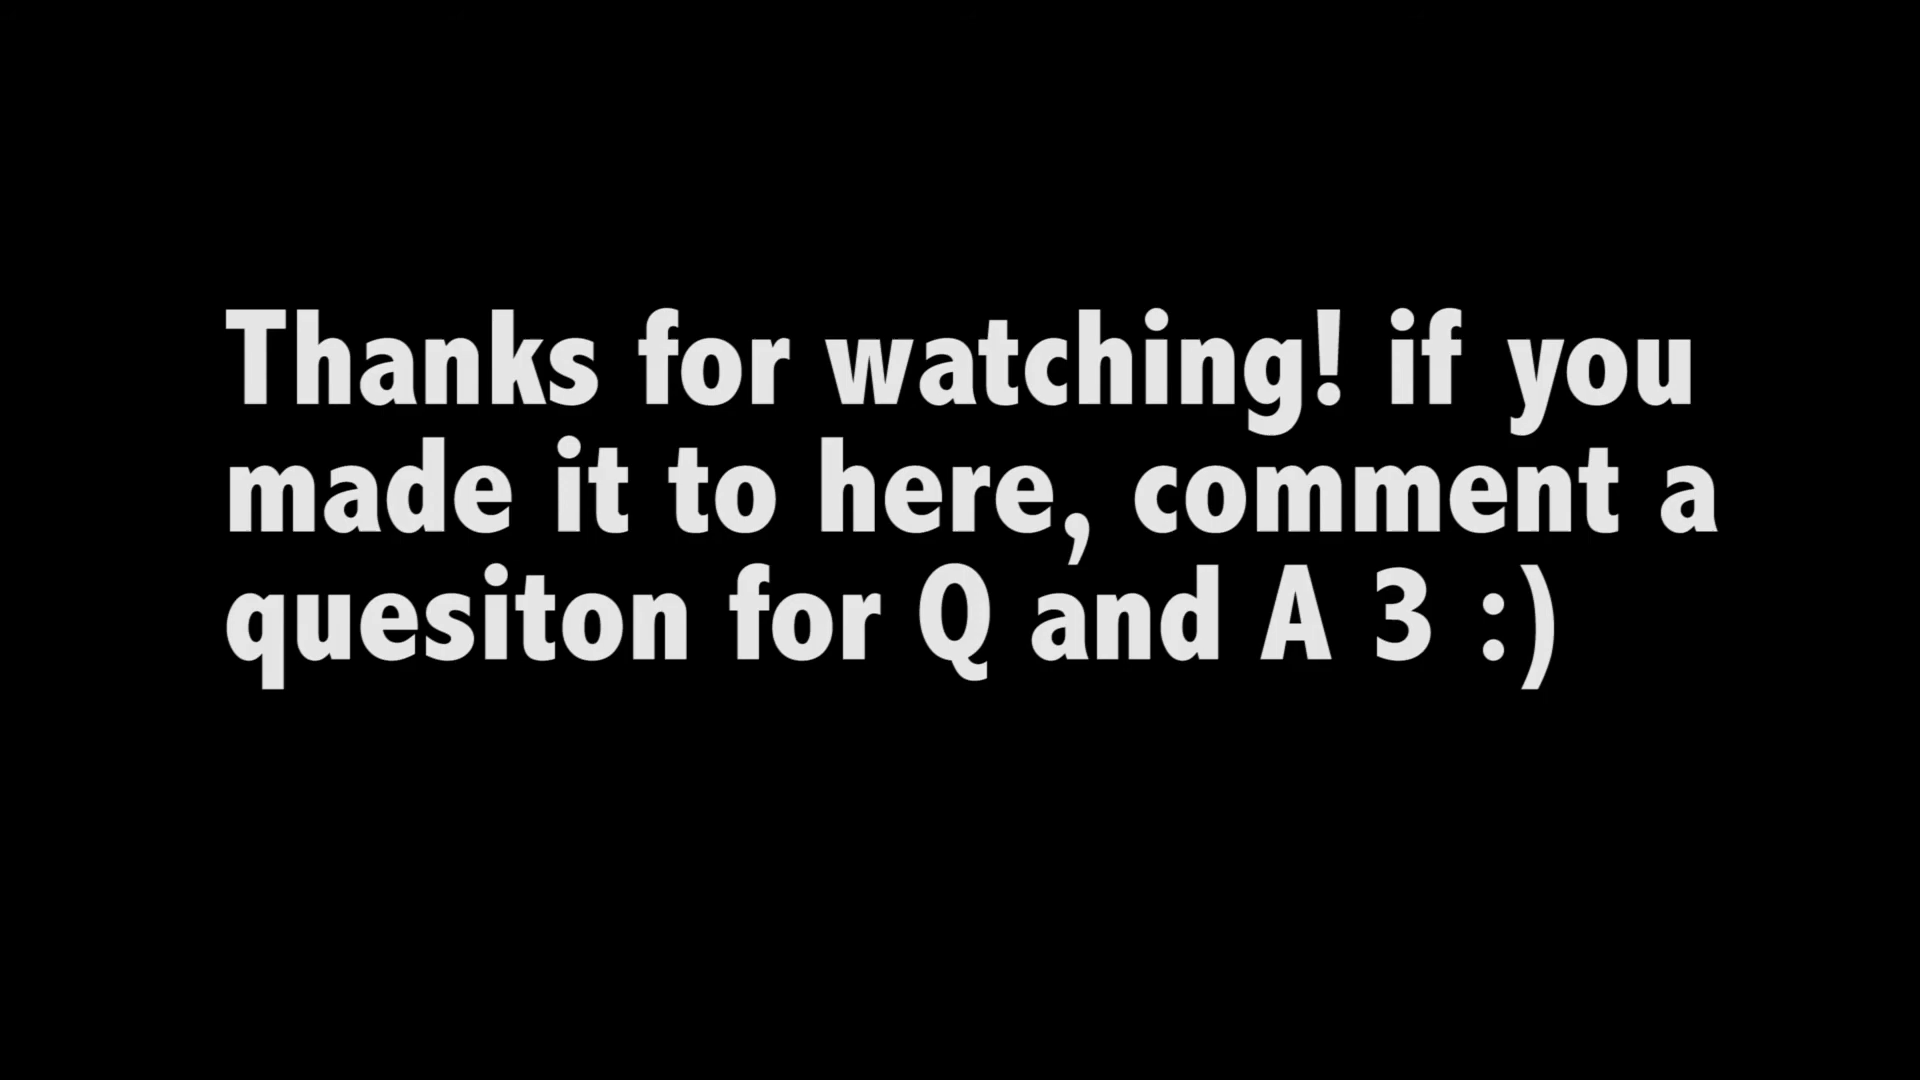 Thanks for watching! if you
made it to here, comment a
quesiton for Q and A 3 :)